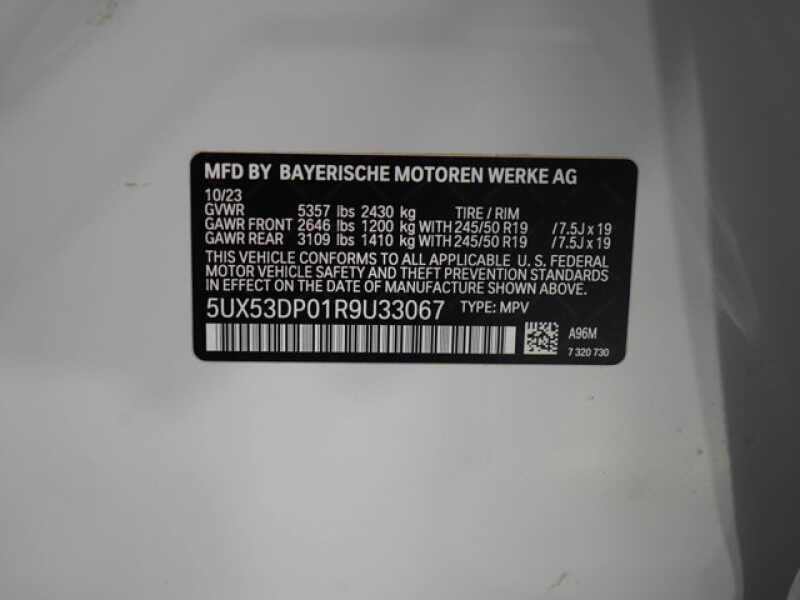 MFD BY BAYERISCHE MOTOREN WERKE AG
10/23
GVWR 5357 lbs 2430 kg TIRE / RIM
GAWR FRONT 2646 lbs 1200 kg WITH 245/50 R19 / 7.5J x 19
GAWR REAR 3109 lbs 1410 kg WITH 245/50 R19 / 7.5J x 19
THIS VEHICLE CONFORMS TO ALL APPLICABLE U. S. FEDERAL
MOTOR VEHICLE SAFETY AND THEFT PREVENTION STANDARDS
IN EFFECT ON THE DATE OF MANUFACTURE SHOWN ABOVE.
5UX53DP01R9U33067 TYPE: MPV
A96M
7 320 730